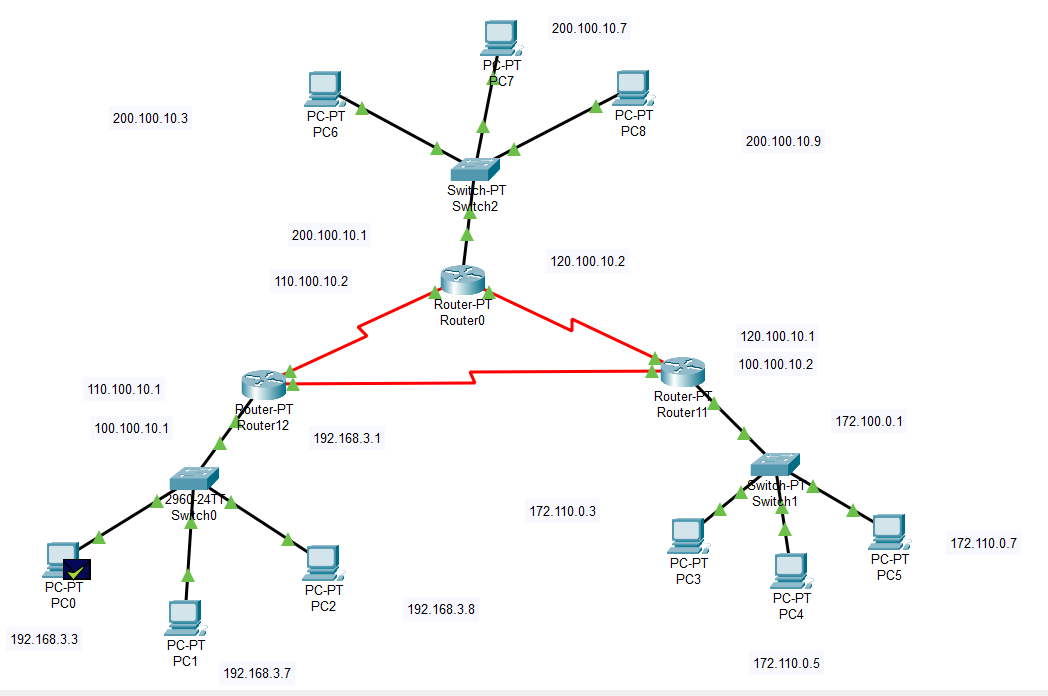 200.100.10.7
PC-PT
PC7
200.100.10.3
PC-PT
PC6
PC-PT
PC8
200.100.10.9
Switch-PT
Switch2
200.100.10.1
110.100.10.2
120.100.10.2
Router-PT
Router0
120.100.10.1
100.100.10.2
110.100.10.1
100.100.10.1
Router-PT
Router12
192.168.3.1
Router-PT
Router11
172.100.0.1
2960-24TT
Switch0
Switch-PT
Switch1
172.110.0.3
172.110.0.7
PC-PT
PC0
PC-PT
PC2
PC-PT
PC3
PC-PT
PC5
192.168.3.3
PC-PT
PC1
192.168.3.7
192.168.3.8
PC-PT
PC4
172.110.0.5